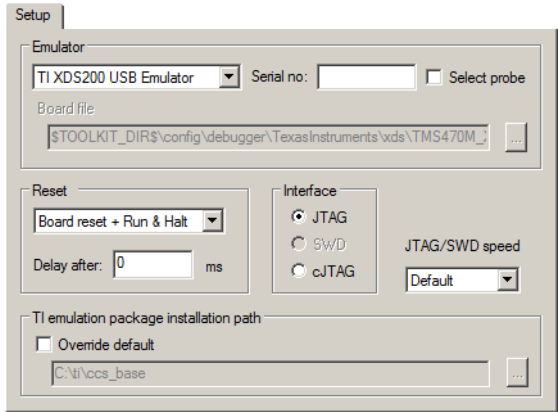 Setup
Emulator
TI XDS200 USB Emulator Serial no: Select probe
Board file
$TOOLKIT_DIR$\config\debugger\TexasInstruments\xds\TMS470M_ ...
Reset Interface
Board reset + Run & Halt JTAG
SWD JTAG/SWD speed
Delay after: 0 ms cJTAG Default
TI emulation package installation path
Override default
C:\ti\ccs_base ...